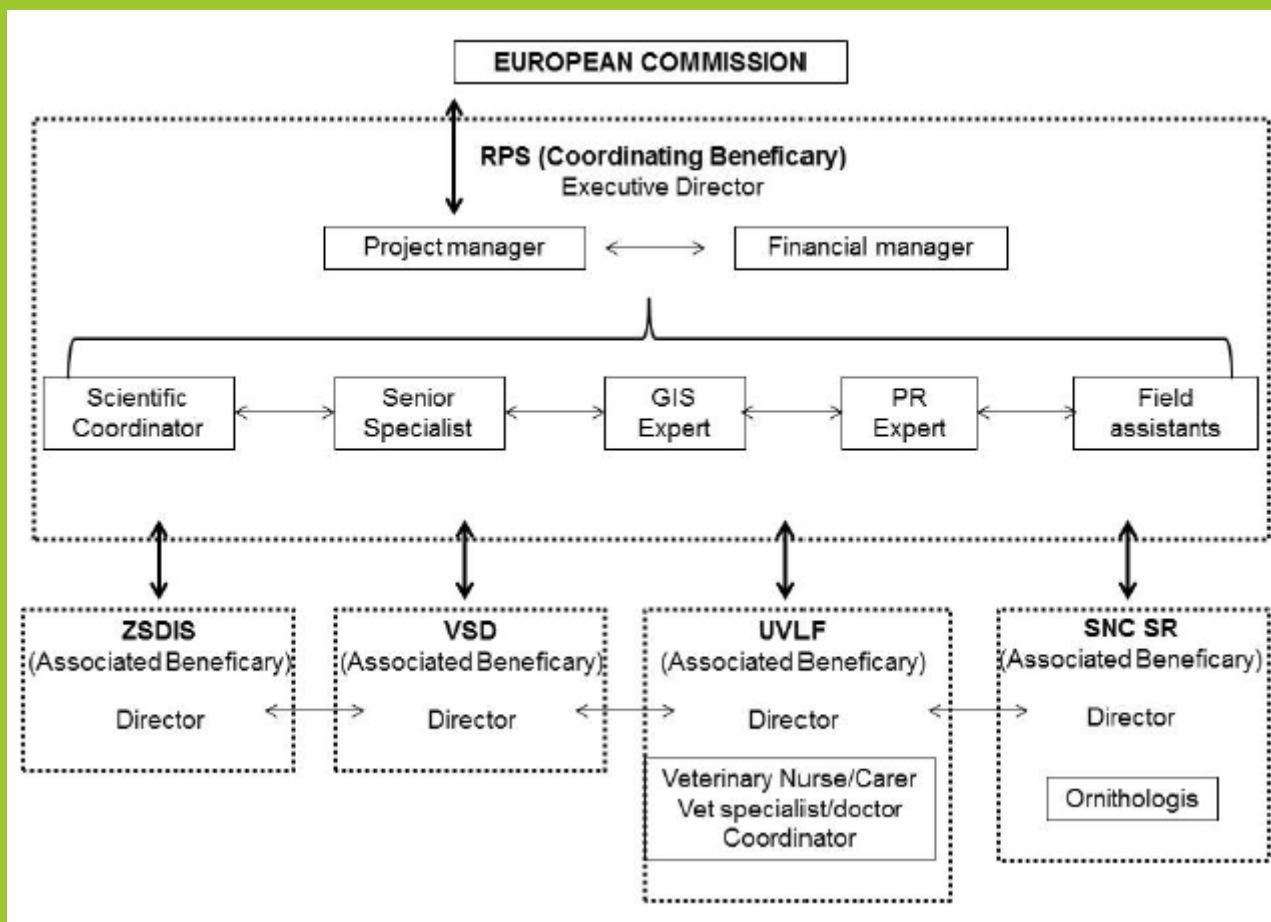 EUROPEAN COMMISSION
RPS (Coordinating Beneficary)
Executive Director
Project manager
Financial manager
Scientific
Coordinator
Senior
Specialist
GIS
Expert
PR
Expert
Field
assistants
ZSDIS
(Associated Beneficary)
Director
VSD
(Associated Beneficary)
Director
UVLF
(Associated Beneficary)
Director
Veterinary Nurse/Carer
Vet specialist/doctor
Coordinator
SNC SR
(Associated Beneficary)
Director
Ornithologis